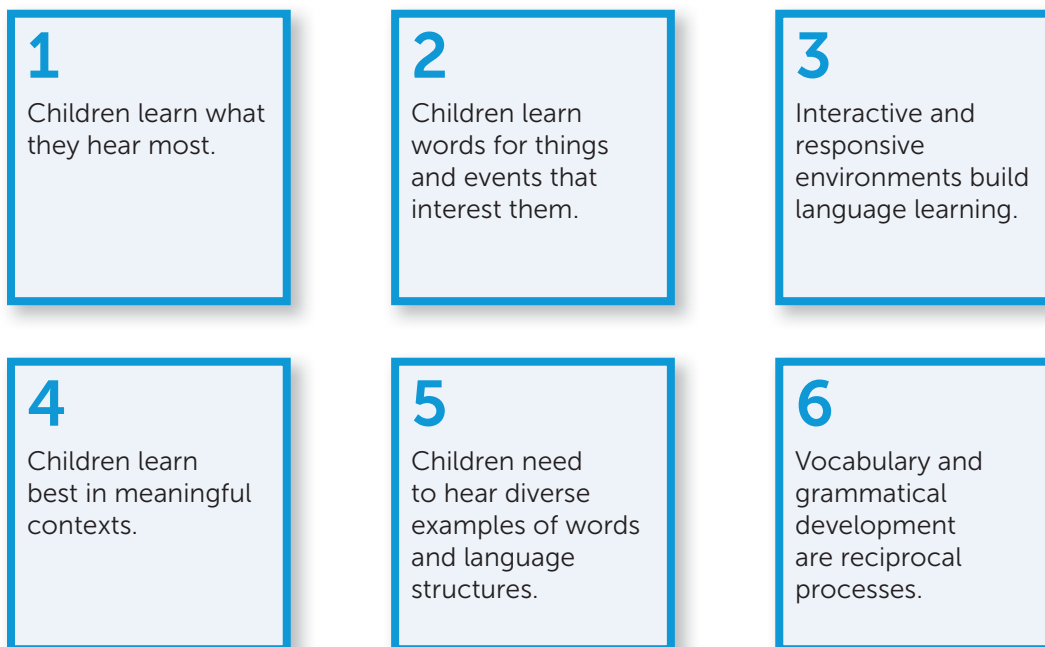 1
Children learn what
they hear most.
2
Children learn
words for things
and events that
interest them.
3
Interactive and
responsive
environments build
language learning.
4
Children learn
best in meaningful
contexts.
5
Children need
to hear diverse
examples of words
and language
structures.
6
Vocabulary and
grammatical
development
are reciprocal
processes.